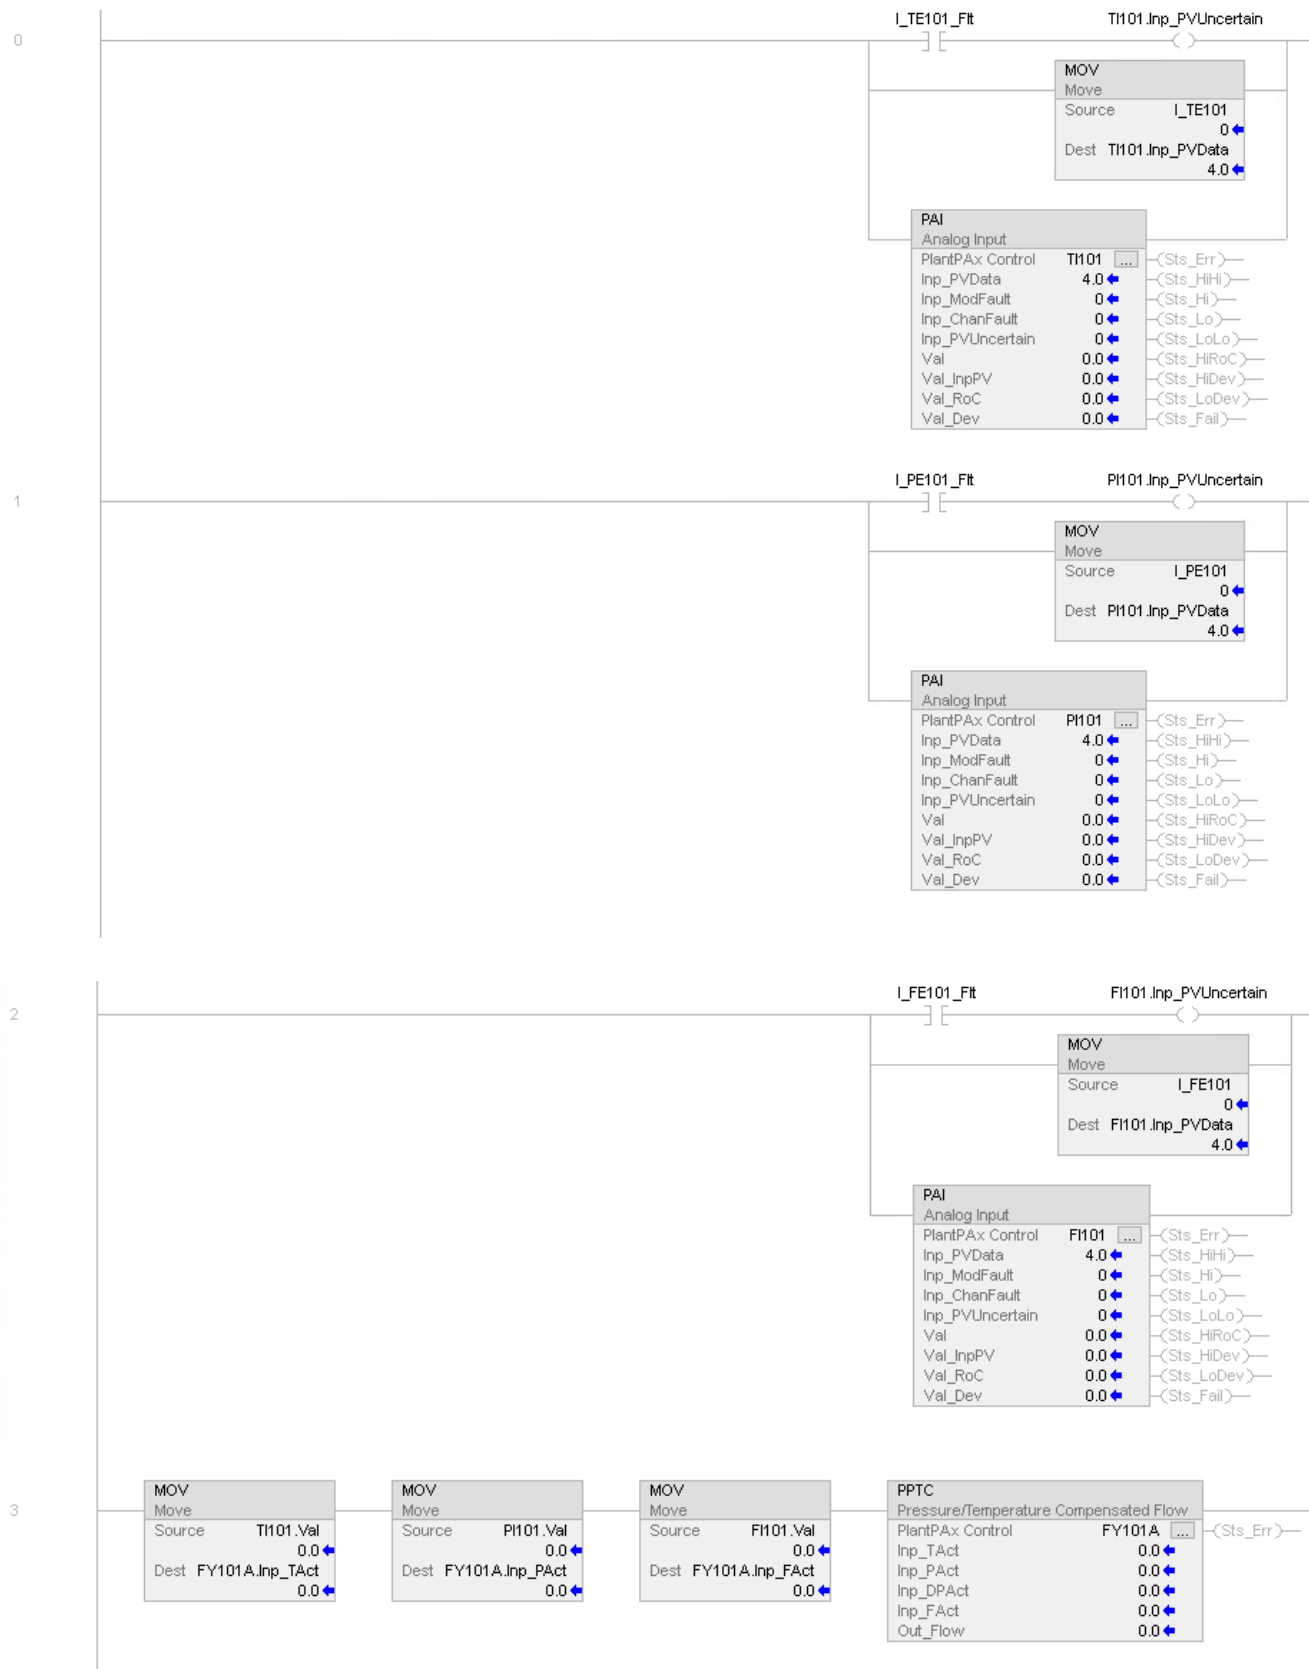 I_TE101_Flt TI101.Inp_PVUncertain
0
MOV
Move
Source I_TE101
0
Dest TI101.Inp_PVData
4.0
PAI
Analog Input
PlantPAx Control TI101 ... (Sts_Err)
Inp_PVData 4.0 (Sts_HiHi)
Inp_ModFault 0 (Sts_Hi)
Inp_ChanFault 0 (Sts_Lo)
Inp_PVUncertain 0 (Sts_LoLo)
Val 0.0 (Sts_HiRoC)
Val_InpPV 0.0 (Sts_HiDev)
Val_RoC 0.0 (Sts_LoDev)
Val_Dev 0.0 (Sts_Fail)
I_PE101_Flt PI101.Inp_PVUncertain
1
MOV
Move
Source I_PE101
0
Dest PI101.Inp_PVData
4.0
PAI
Analog Input
PlantPAx Control PI101 ... (Sts_Err)
Inp_PVData 4.0 (Sts_HiHi)
Inp_ModFault 0 (Sts_Hi)
Inp_ChanFault 0 (Sts_Lo)
Inp_PVUncertain 0 (Sts_LoLo)
Val 0.0 (Sts_HiRoC)
Val_InpPV 0.0 (Sts_HiDev)
Val_RoC 0.0 (Sts_LoDev)
Val_Dev 0.0 (Sts_Fail)
I_FE101_Flt FI101.Inp_PVUncertain
2
MOV
Move
Source I_FE101
0
Dest FI101.Inp_PVData
4.0
PAI
Analog Input
PlantPAx Control FI101 ... (Sts_Err)
Inp_PVData 4.0 (Sts_HiHi)
Inp_ModFault 0 (Sts_Hi)
Inp_ChanFault 0 (Sts_Lo)
Inp_PVUncertain 0 (Sts_LoLo)
Val 0.0 (Sts_HiRoC)
Val_InpPV 0.0 (Sts_HiDev)
Val_RoC 0.0 (Sts_LoDev)
Val_Dev 0.0 (Sts_Fail)
3
MOV
Move
Source TI101.Val
0.0
Dest FY101A.Inp_TAct
0.0
MOV
Move
Source PI101.Val
0.0
Dest FY101A.Inp_PAct
0.0
MOV
Move
Source FI101.Val
0.0
Dest FY101A.Inp_FAct
0.0
PPTC
Pressure/Temperature Compensated Flow
PlantPAx Control FY101A ... (Sts_Err)
Inp_TAct 0.0
Inp_PAct 0.0
Inp_DPAct 0.0
Inp_FAct 0.0
Out_Flow 0.0